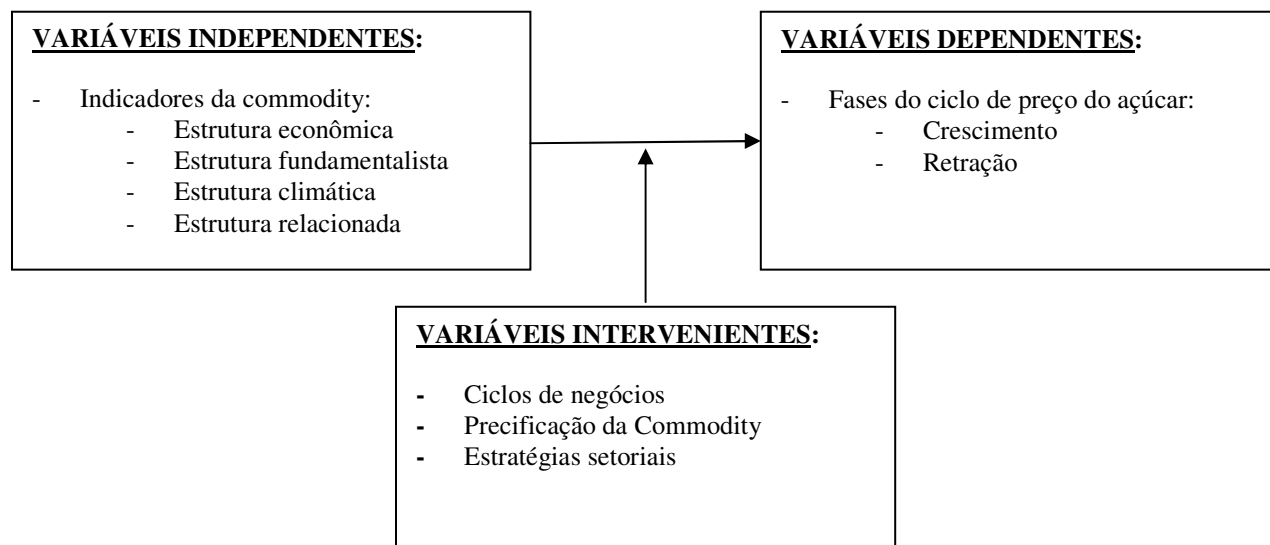 VARIÁVEIS INDEPENDENTES:
- Indicadores da commodity:
- Estrutura econômica
- Estrutura fundamentalista
- Estrutura climática
- Estrutura relacionada
VARIÁVEIS DEPENDENTES:
- Fases do ciclo de preço do açúcar:
- Crescimento
- Retração
VARIÁVEIS INTERVENIENTES:
- Ciclos de negócios
- Precificação da Commodity
- Estratégias setoriais